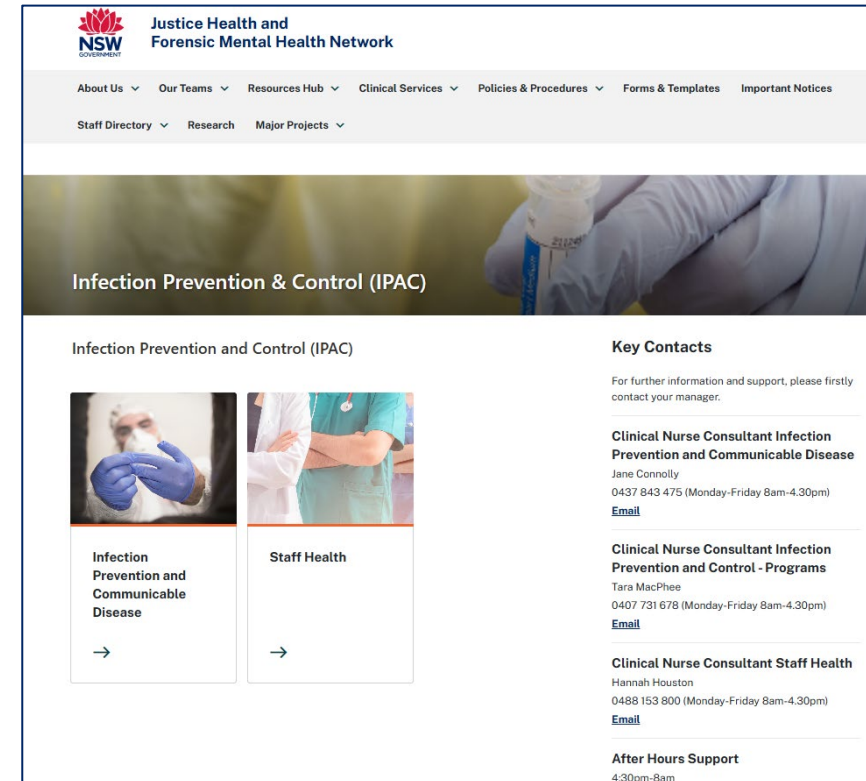 Justice Health and
Forensic Mental Health Network
NSW
GOVERNMENT
About Us
Our Teams
Resources Hub
Clinical Services
Policies & Procedures
Forms & Templates
Important Notices
Staff Directory
Research
Major Projects
Infection Prevention & Control (IPAC)
Infection Prevention and Control (IPAC)
Infection
Prevention and
Communicable
Disease
Staff Health
Key Contacts
For further information and support, please firstly
contact your manager.
Clinical Nurse Consultant Infection
Prevention and Communicable Disease
Jane Connolly
0437 843 475 (Monday-Friday 8am-4.30pm)
Email
Clinical Nurse Consultant Infection
Prevention and Control - Programs
Tara MacPhee
0407 731 678 (Monday-Friday 8am-4.30pm)
Email
Clinical Nurse Consultant Staff Health
Hannah Houston
0488 153 800 (Monday-Friday 8am-4.30pm)
Email
After Hours Support
4:30pm-8am